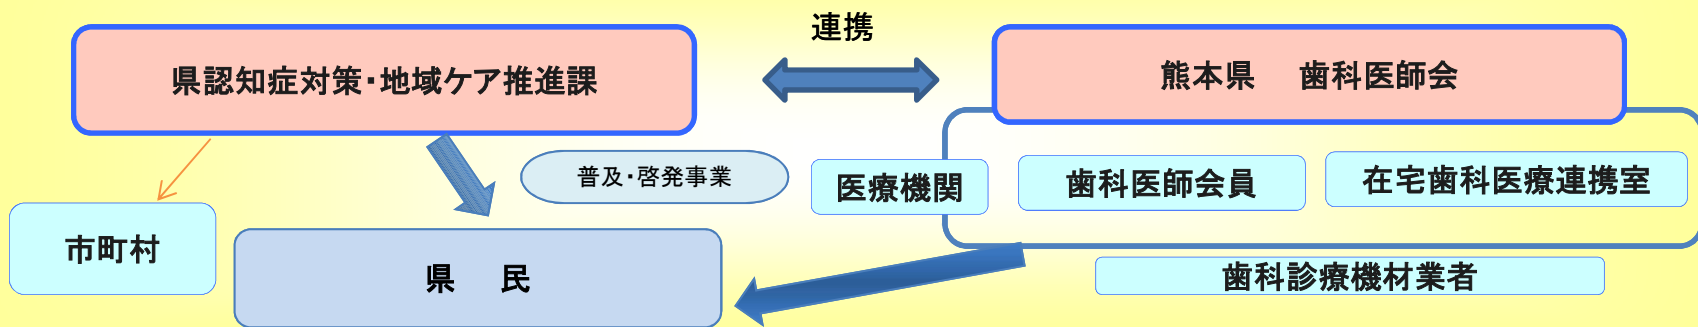 連携
県認知症対策・地域ケア推進課
熊本県 歯科医師会
普及・啓発事業
医療機関
歯科医師会員
在宅歯科医療連携室
市町村
県 民
歯科診療機材業者